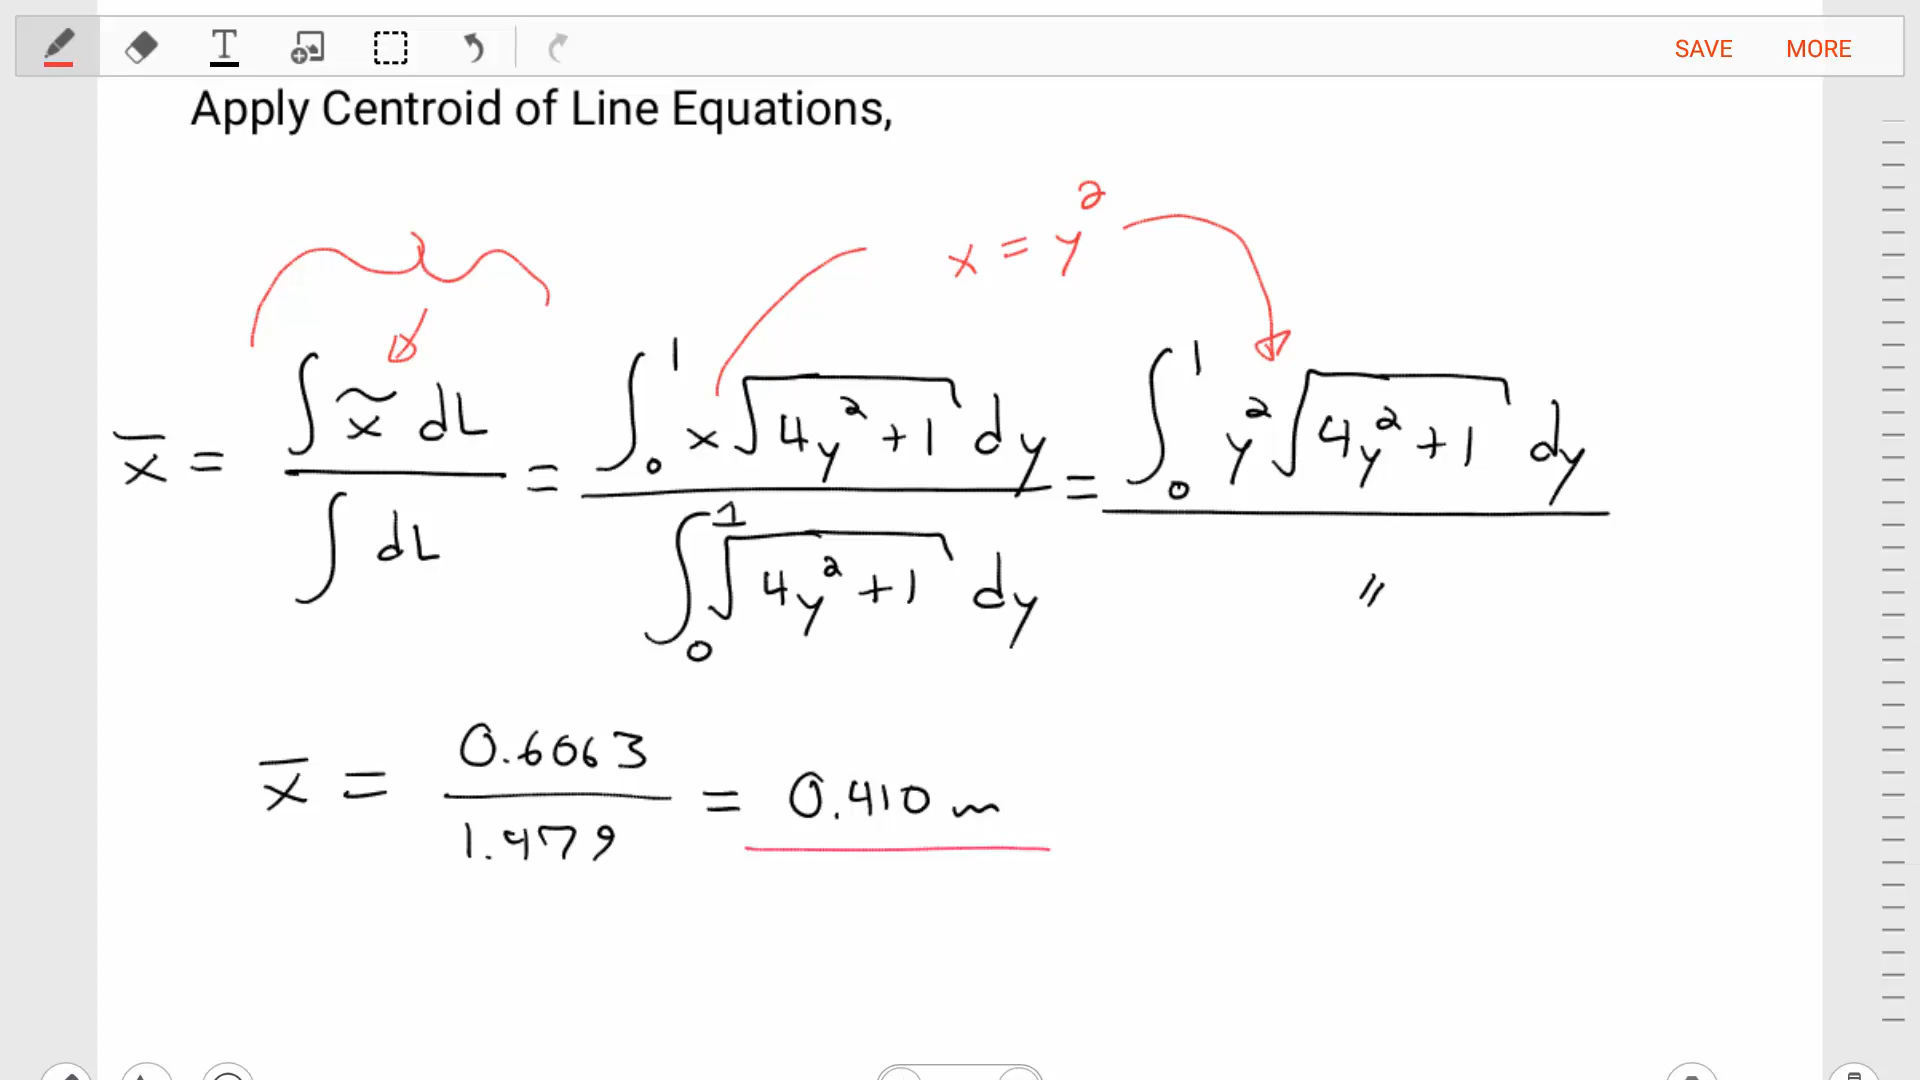 T SAVE MORE
Apply Centroid of Line Equations,
x = y²
x̄ = ∫ x̃ dL / ∫ dL = ∫₀¹ x √(4y² + 1) dy / ∫₀¹ √(4y² + 1) dy = ∫₀¹ y² √(4y² + 1) dy / "
x̄ = 0.6063 / 1.479 = 0.410 m